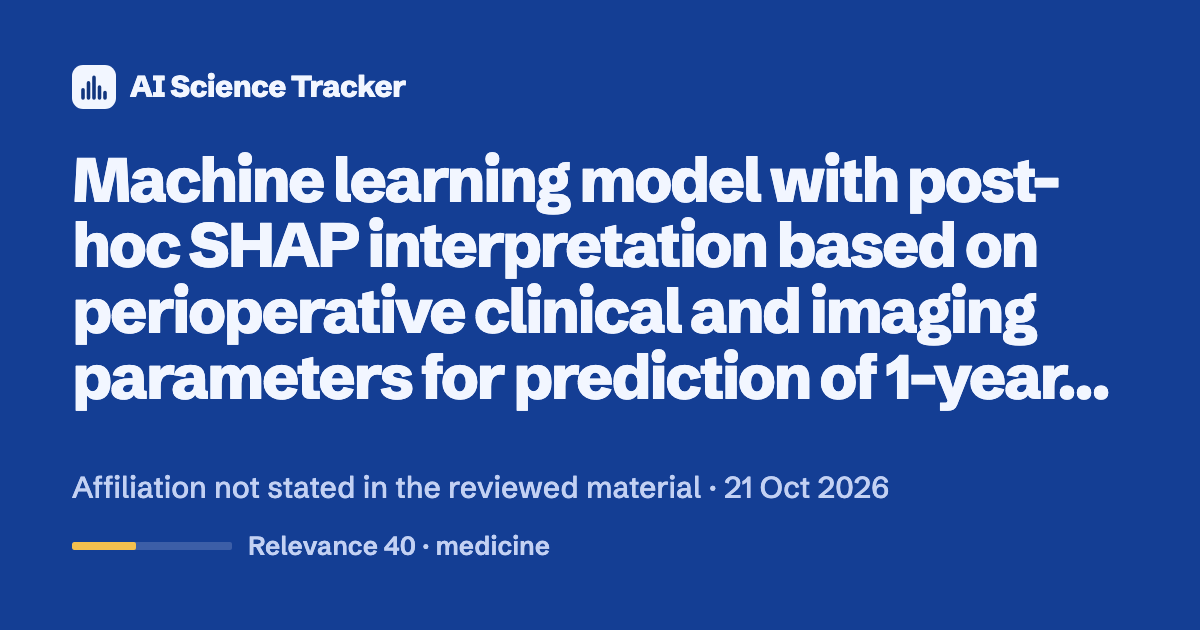 AI Science Tracker
Machine learning model with post-
hoc SHAP interpretation based on
perioperative clinical and imaging
parameters for prediction of 1-year...
Affiliation not stated in the reviewed material · 21 Oct 2026
Relevance 40 · medicine